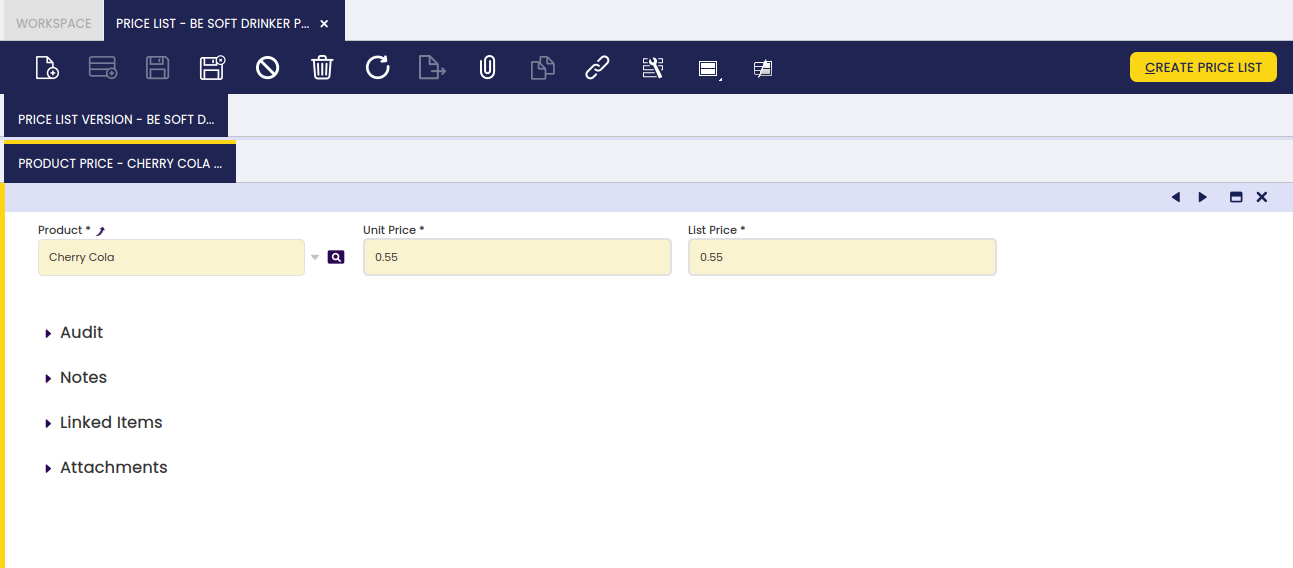 WORKSPACE
PRICE LIST - BE SOFT DRINKER P...
CREATE PRICE LIST
PRICE LIST VERSION - BE SOFT D...
PRODUCT PRICE - CHERRY COLA ...
Product * Unit Price * List Price *
Cherry Cola 0.55 0.55
Audit
Notes
Linked Items
Attachments